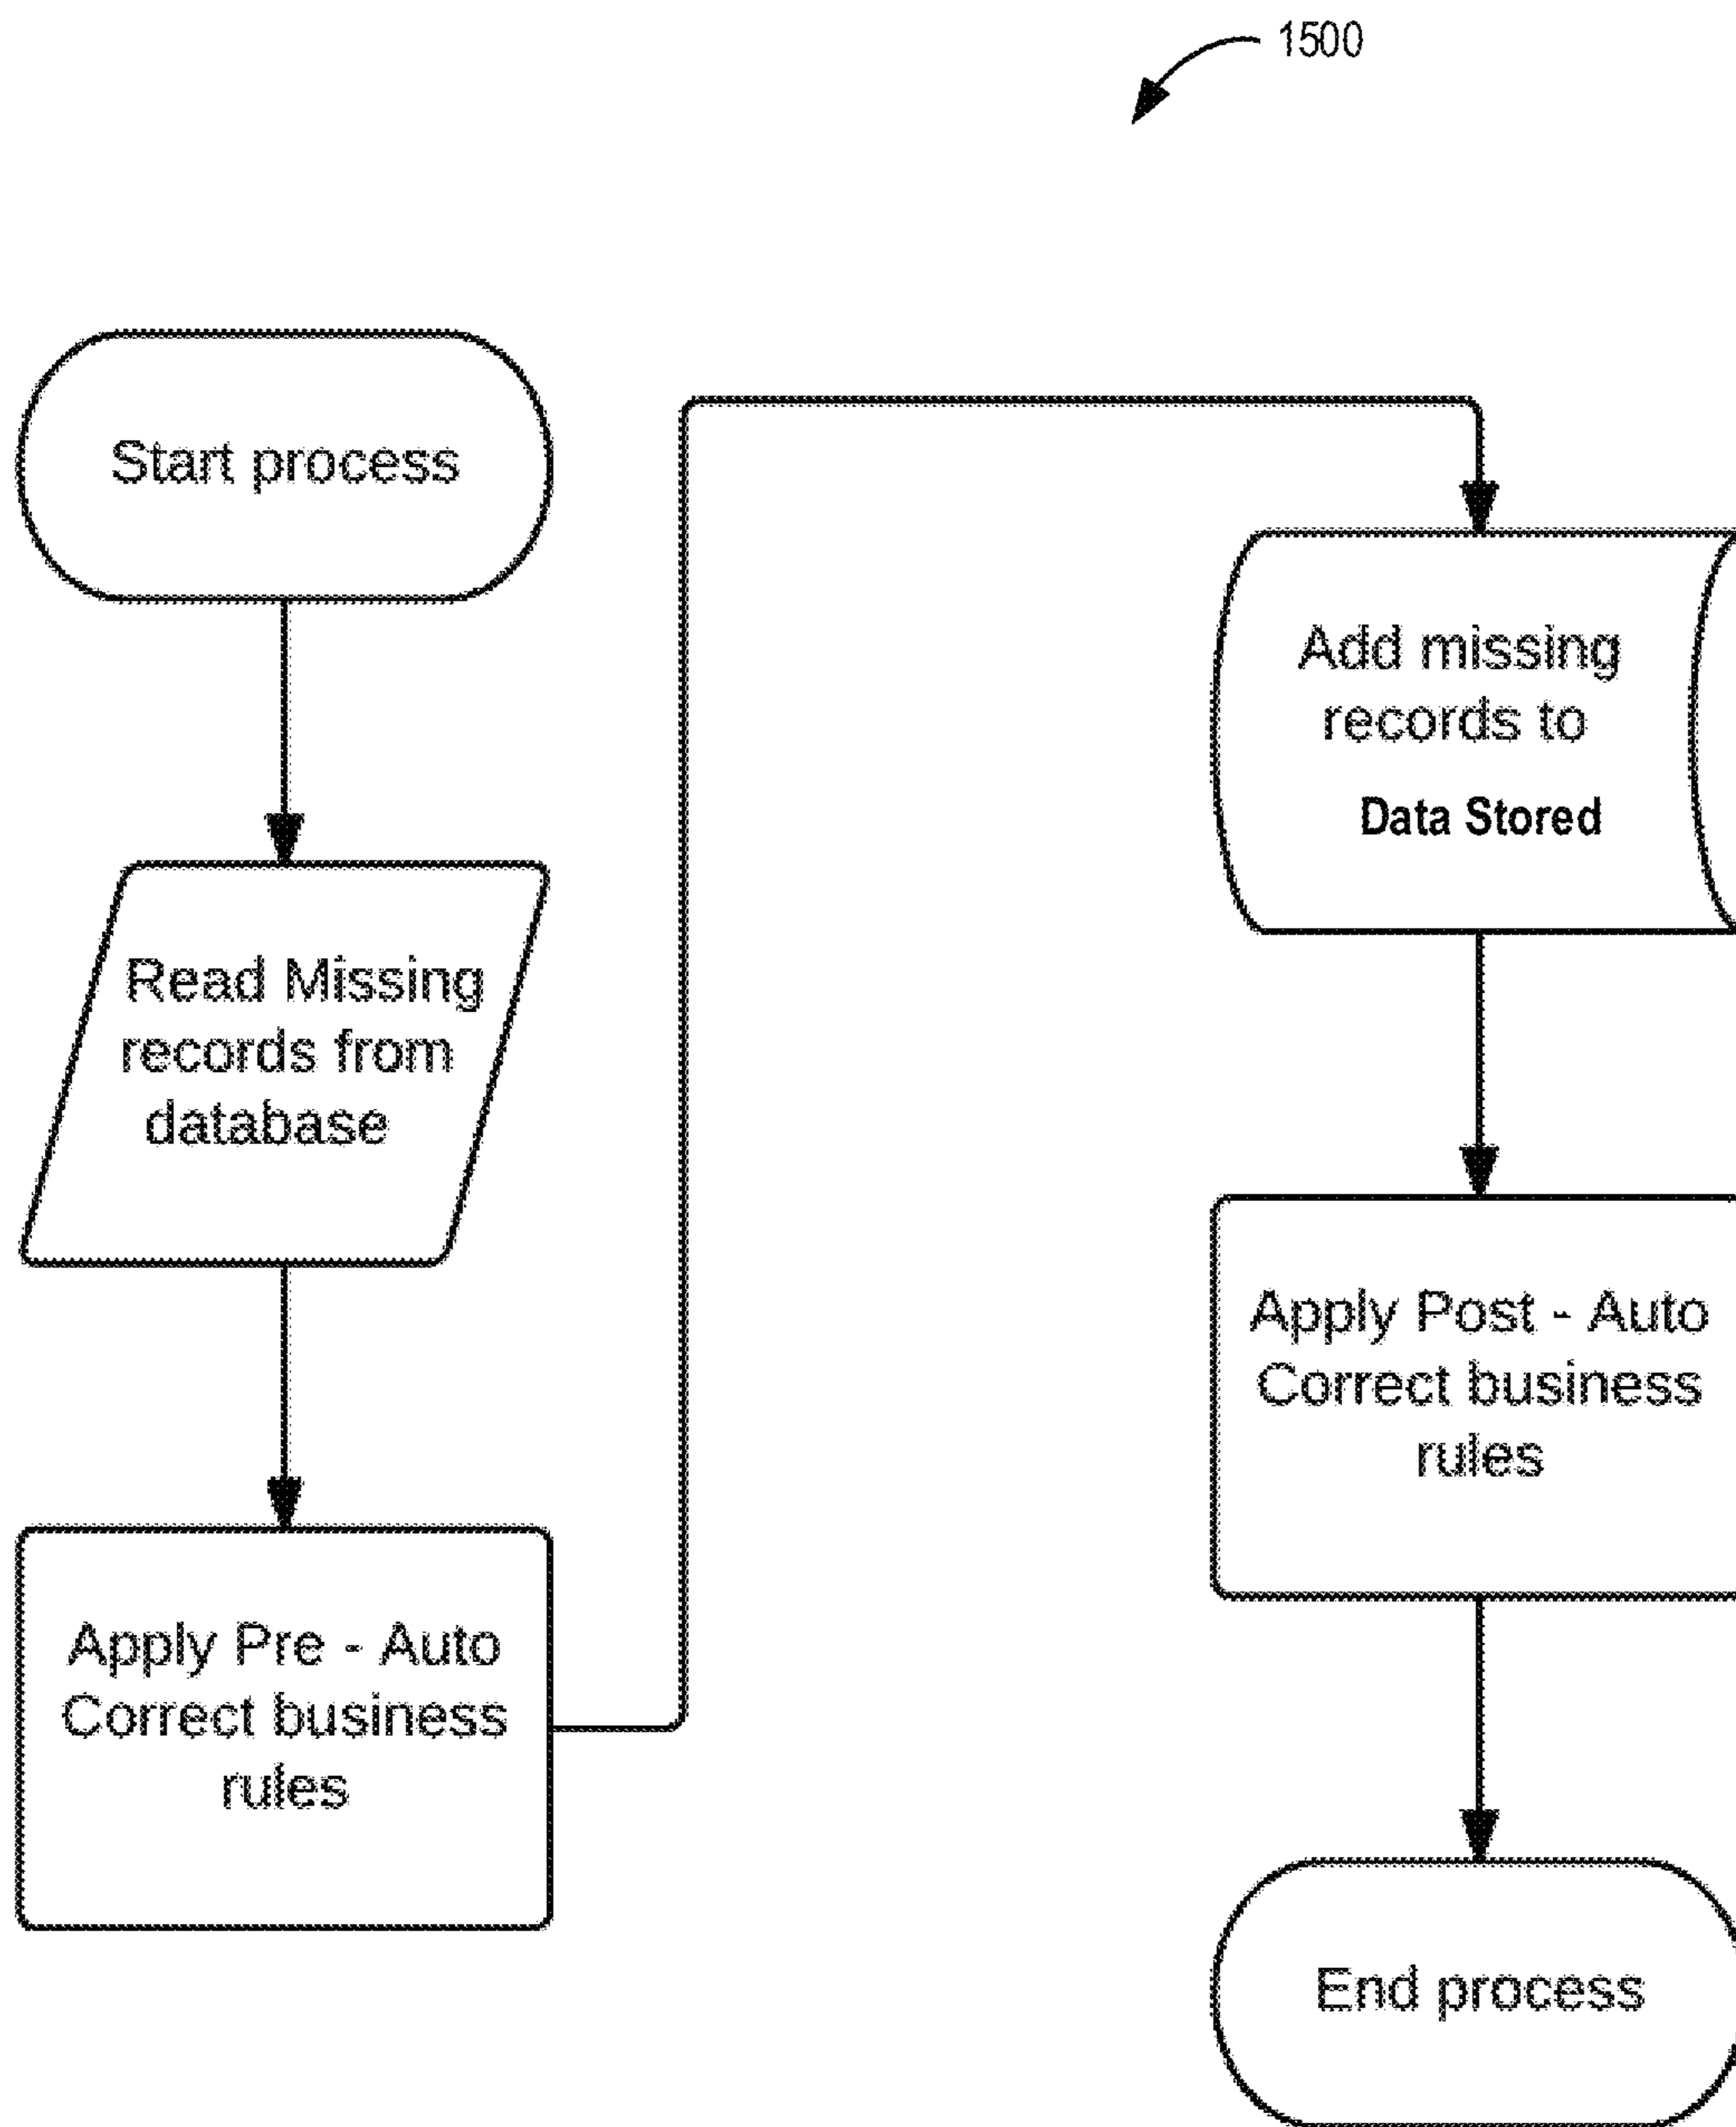 1500
Start process
Read Missing
records from
database
Apply Pre - Auto
Correct business
rules
Add missing
records to
Data Stored
Apply Post - Auto
Correct business
rules
End process